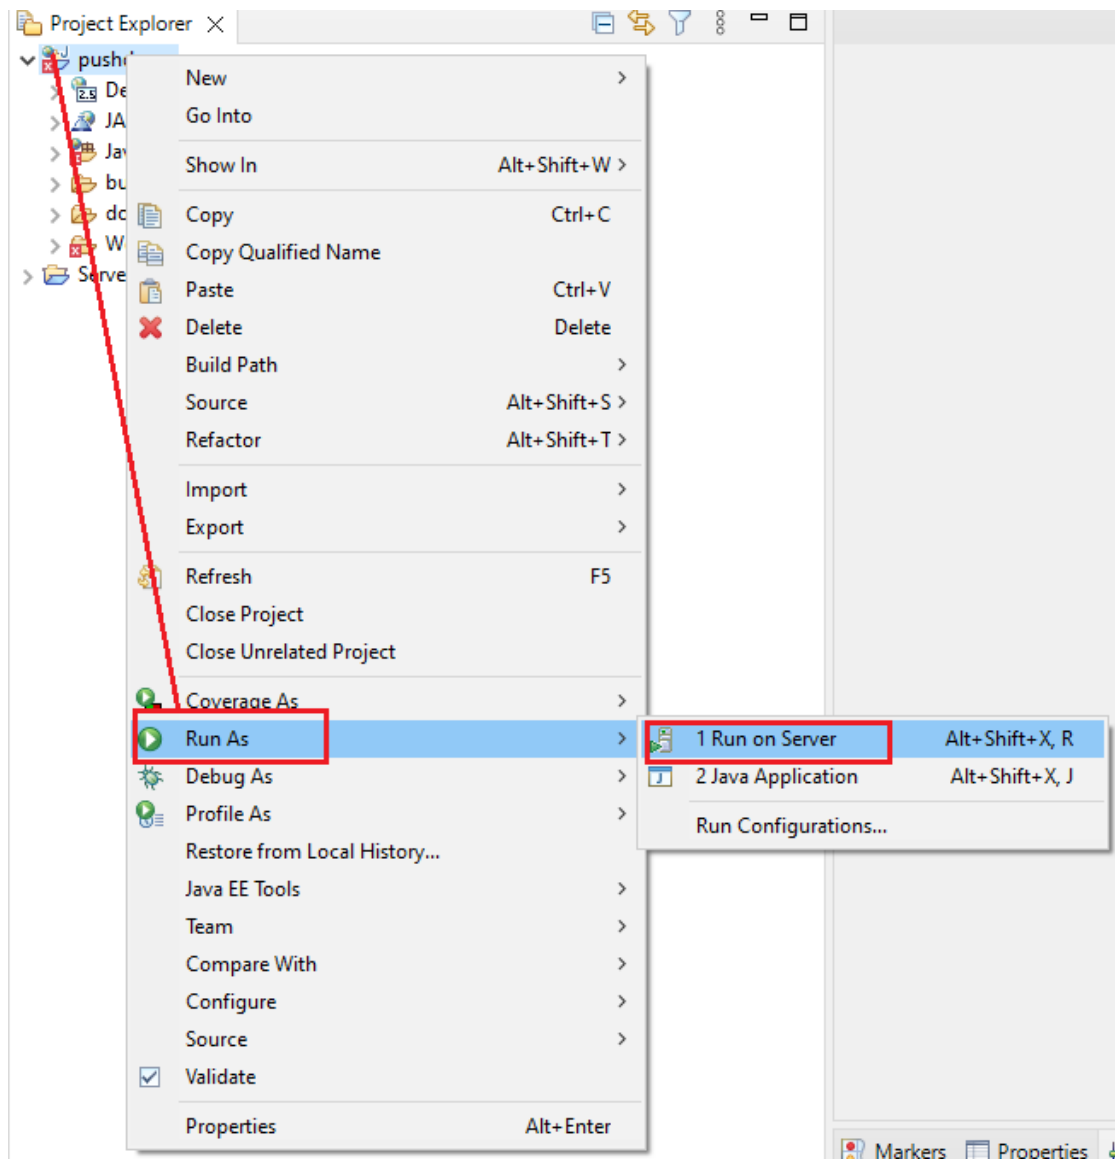 Project Explorer
New
Go Into
Show In Alt+Shift+W
Copy Ctrl+C
Copy Qualified Name
Paste Ctrl+V
Delete Delete
Build Path
Source Alt+Shift+S
Refactor Alt+Shift+T
Import
Export
Refresh F5
Close Project
Close Unrelated Project
Coverage As
Run As
1 Run on Server Alt+Shift+X, R
Debug As
2 Java Application Alt+Shift+X, J
Profile As
Run Configurations...
Restore from Local History...
Java EE Tools
Team
Compare With
Configure
Source
Validate
Properties Alt+Enter
Markers Properties